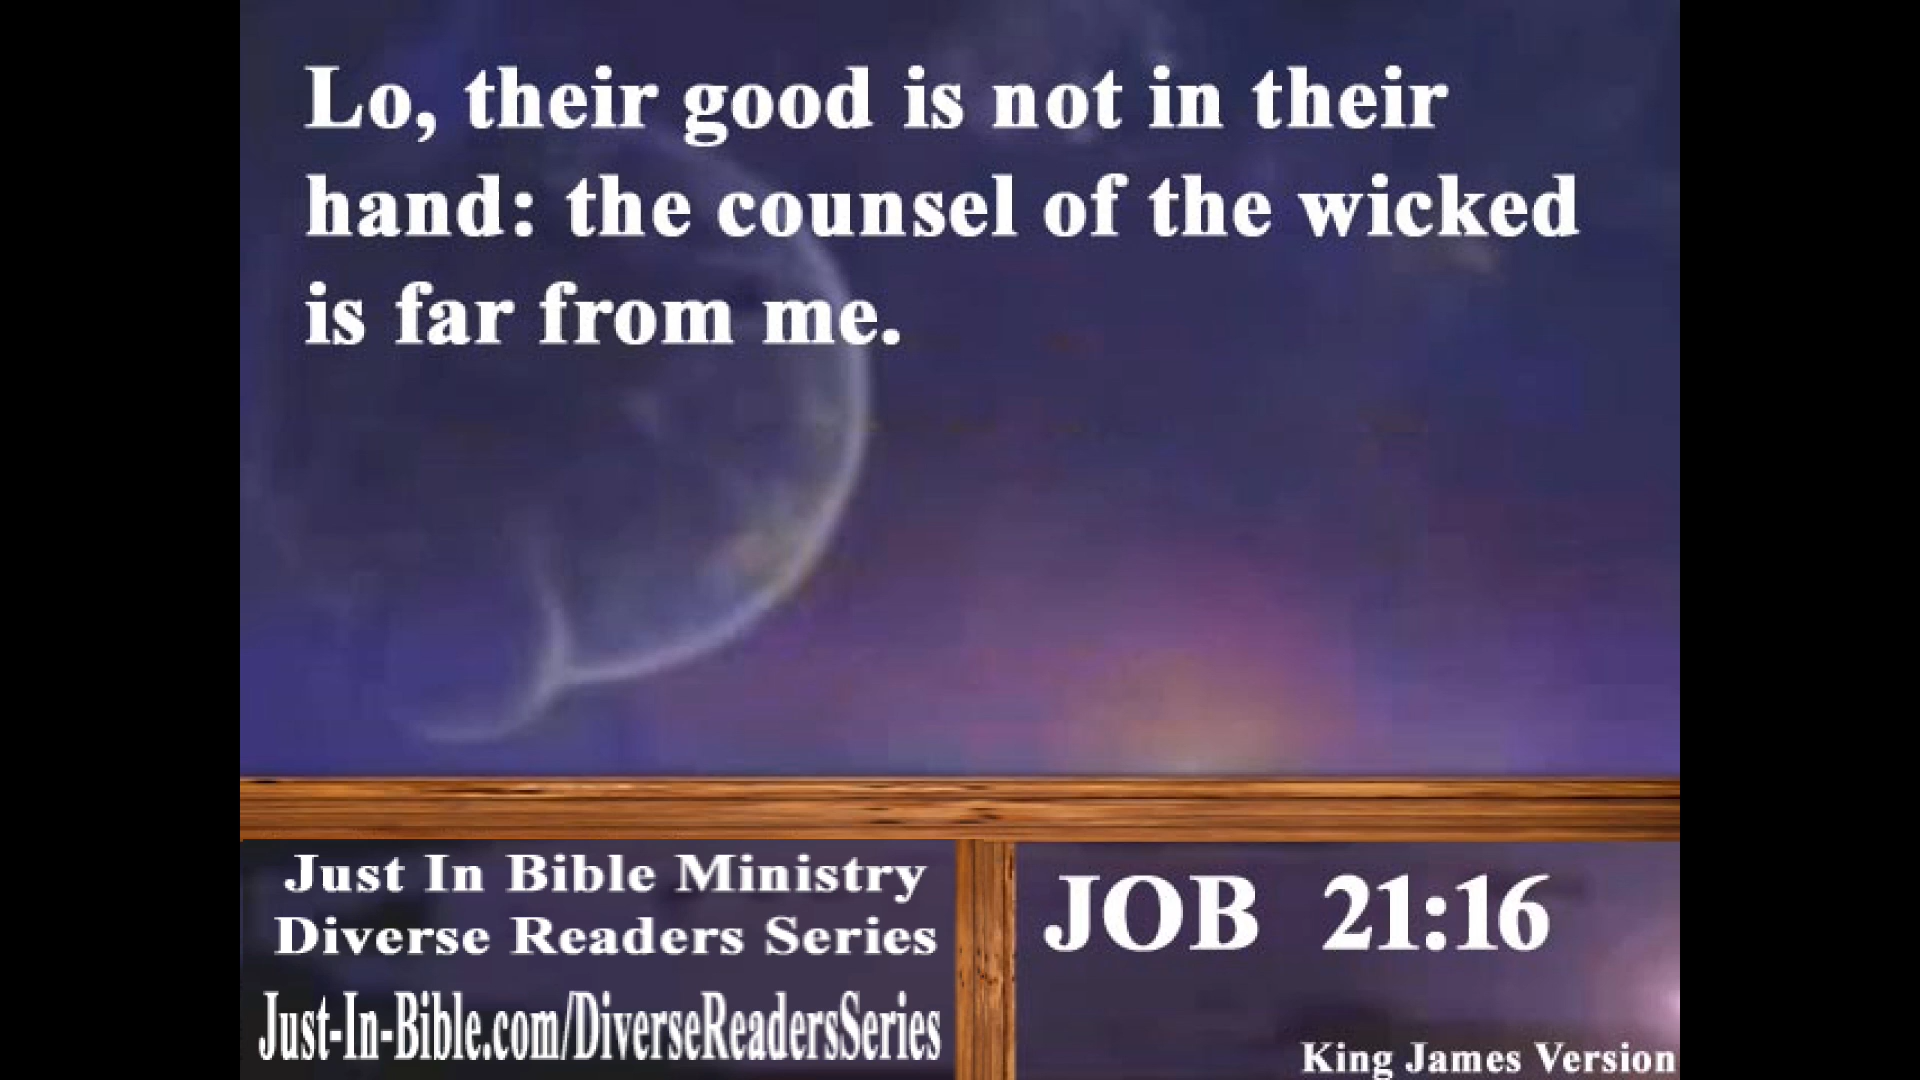 Lo, their good is not in their
hand: the counsel of the wicked
is far from me.
Just In Bible Ministry
Diverse Readers Series
Just-In-Bible.com/DiverseReadersSeries
JOB 21:16
King James Version